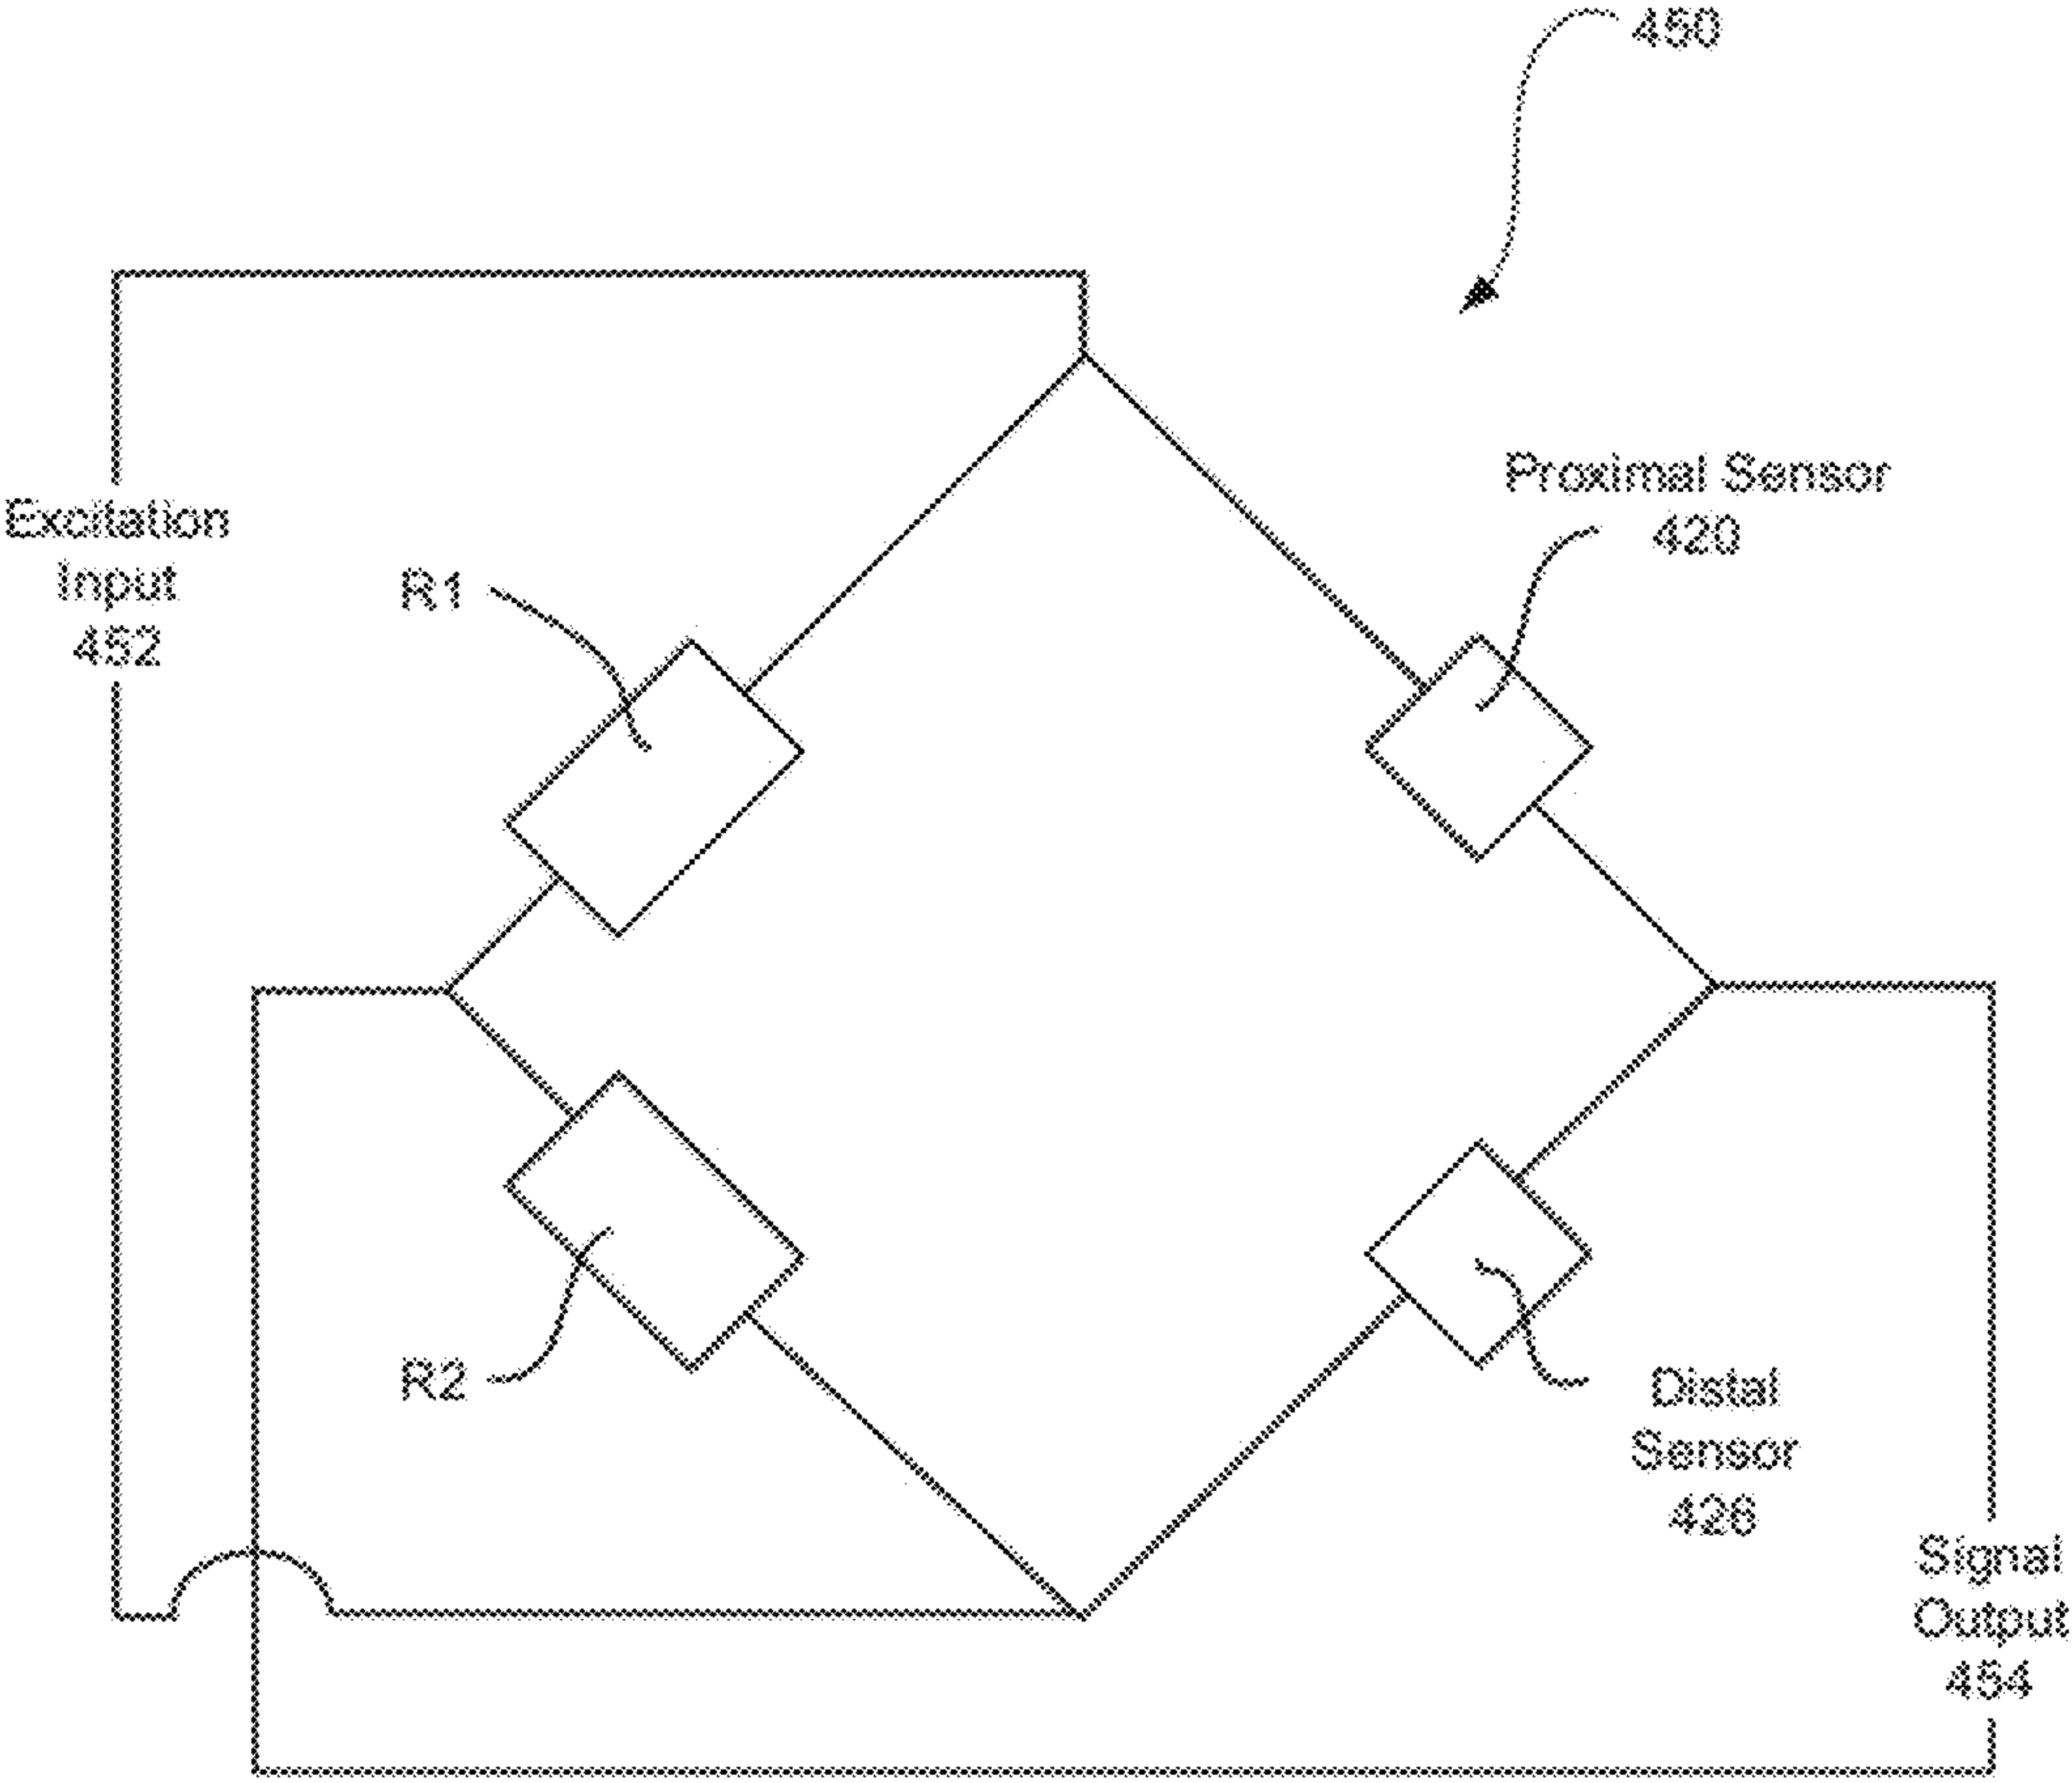 450
Proximal Sensor
420
Excitation
Input
452
R1
R2
Distal
Sensor
426
Signal
Output
454